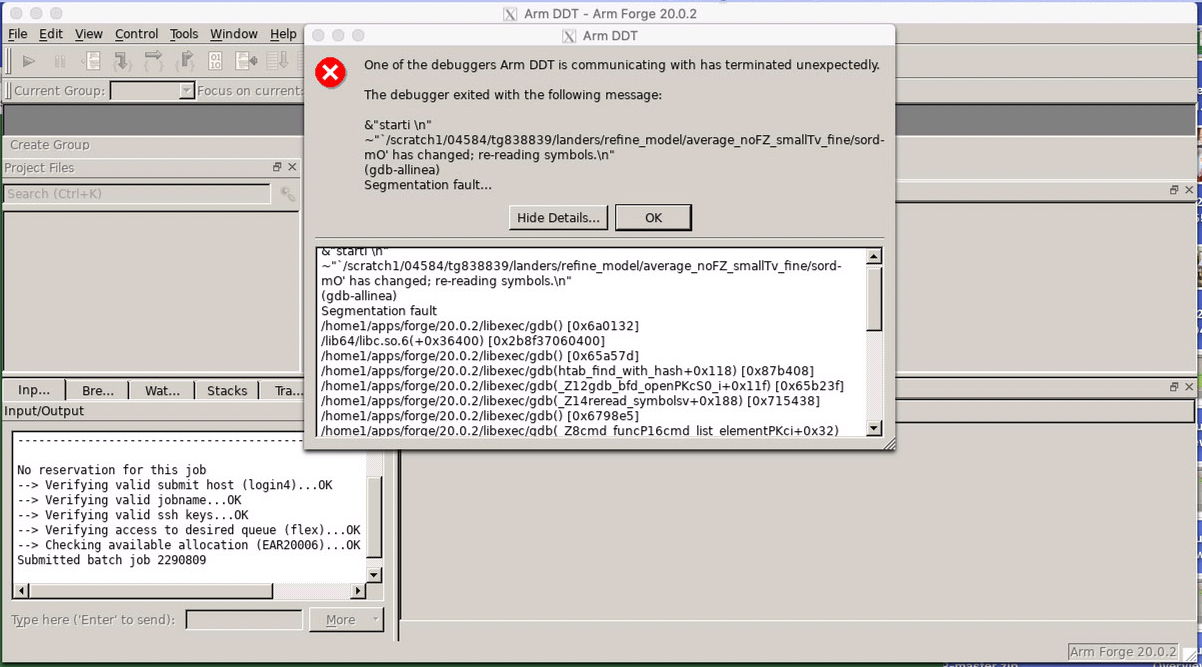 Arm DDT - Arm Forge 20.0.2
File Edit View Control Tools Window Help
Current Group:
Focus on current:
Create Group
Project Files
Search (Ctrl+K)
Arm DDT
One of the debuggers Arm DDT is communicating with has terminated unexpectedly.
The debugger exited with the following message:
&"starti \n"
~"`/scratch1/04584/tg838839/landers/refine_model/average_noFZ_smallTv_fine/sord-
mO' has changed; re-reading symbols.\n"
(gdb-allinea)
Segmentation fault...
Hide Details...
OK
&"starti \n"
~"`/scratch1/04584/tg838839/landers/refine_model/average_noFZ_smallTv_fine/sord-
mO' has changed; re-reading symbols.\n"
(gdb-allinea)
Segmentation fault
/home1/apps/forge/20.0.2/libexec/gdb() [0x6a0132]
/lib64/libc.so.6(+0x36400) [0x2b8f37060400]
/home1/apps/forge/20.0.2/libexec/gdb() [0x65a57d]
/home1/apps/forge/20.0.2/libexec/gdb(htab_find_with_hash+0x118) [0x87b408]
/home1/apps/forge/20.0.2/libexec/gdb(_Z12gdb_bfd_openPKcS0_i+0x11f) [0x65b23f]
/home1/apps/forge/20.0.2/libexec/gdb(_Z14reread_symbolsv+0x188) [0x715438]
/home1/apps/forge/20.0.2/libexec/gdb() [0x6798e5]
/home1/apps/forge/20.0.2/libexec/gdb(_Z8cmd_funcP16cmd_list_elementPKci+0x32)
Inp... Bre... Wat... Stacks Tra...
Input/Output
No reservation for this job
--> Verifying valid submit host (login4)...OK
--> Verifying valid jobname...OK
--> Verifying valid ssh keys...OK
--> Verifying access to desired queue (flex)...OK
--> Checking available allocation (EAR20006)...OK
Submitted batch job 2290809
Type here ('Enter' to send):
More
Arm Forge 20.0.2